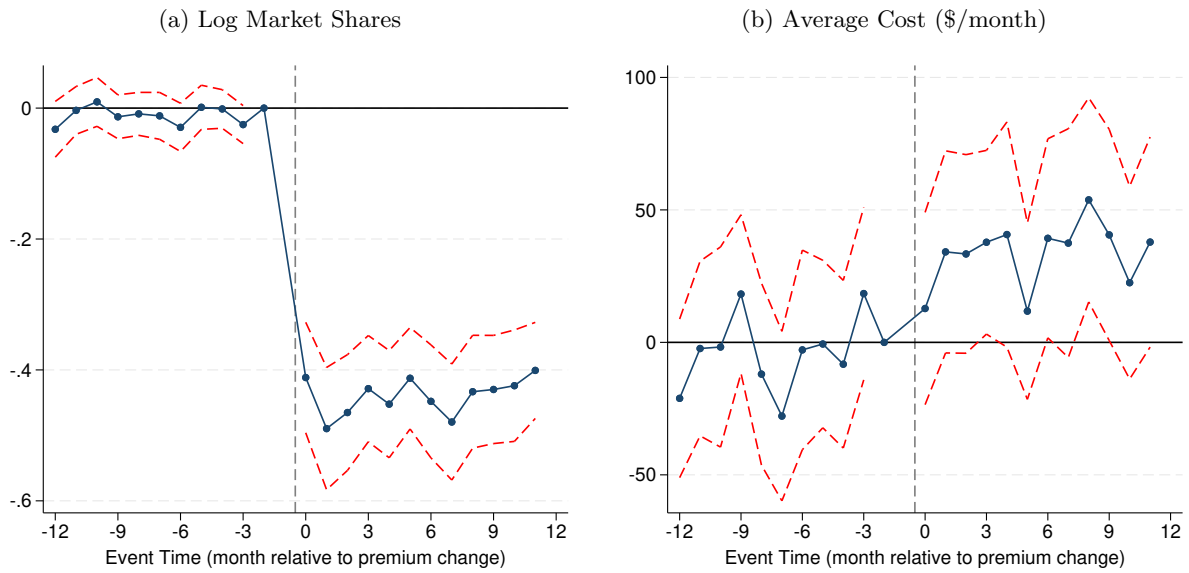 (a) Log Market Shares
0
-.2
-.4
-.6
-12 -9 -6 -3 0 3 6 9 12
Event Time (month relative to premium change)
(b) Average Cost ($/month)
100
50
0
-50
-12 -9 -6 -3 0 3 6 9 12
Event Time (month relative to premium change)